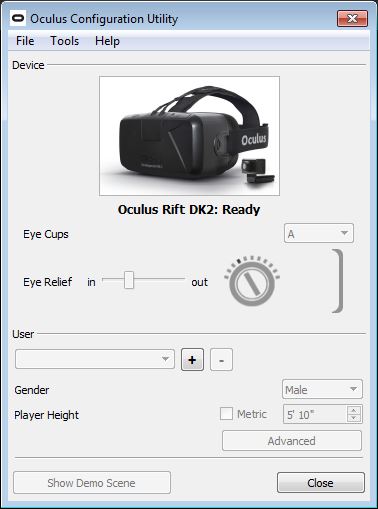 Oculus Configuration Utility
File Tools Help
Device
Oculus
Oculus Rift DK2: Ready
Eye Cups A
Eye Relief in out
User
+ -
Gender Male
Player Height Metric 5' 10"
Advanced
Show Demo Scene Close